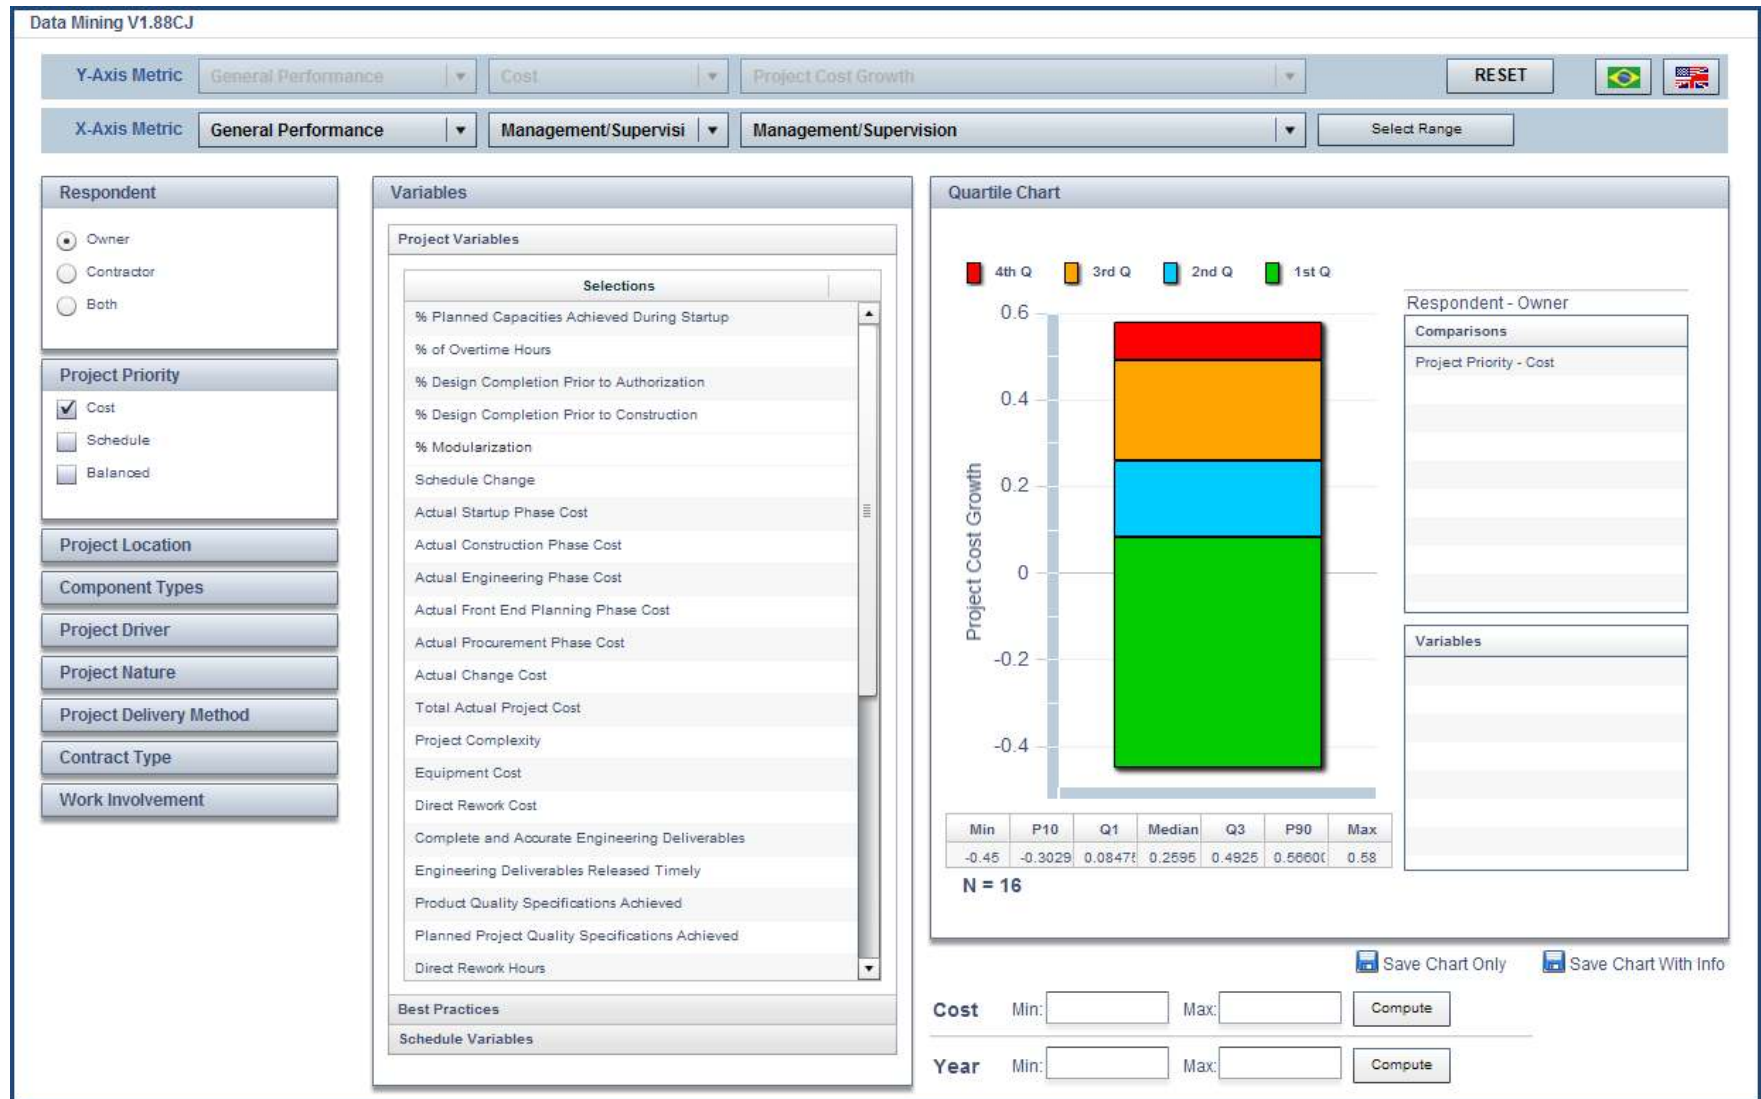 Data Mining V1.88CJ
Y-Axis Metric General Performance Cost Project Cost Growth RESET
X-Axis Metric General Performance Management/Supervisi Management/Supervision Select Range
Respondent
Owner
Contractor
Both
Project Priority
Cost
Schedule
Balanced
Project Location
Component Types
Project Driver
Project Nature
Project Delivery Method
Contract Type
Work Involvement
Variables
Project Variables
Selections
% Planned Capacities Achieved During Startup
% of Overtime Hours
% Design Completion Prior to Authorization
% Design Completion Prior to Construction
% Modularization
Schedule Change
Actual Startup Phase Cost
Actual Construction Phase Cost
Actual Engineering Phase Cost
Actual Front End Planning Phase Cost
Actual Procurement Phase Cost
Actual Change Cost
Total Actual Project Cost
Project Complexity
Equipment Cost
Direct Rework Cost
Complete and Accurate Engineering Deliverables
Engineering Deliverables Released Timely
Product Quality Specifications Achieved
Planned Project Quality Specifications Achieved
Direct Rework Hours
Best Practices
Schedule Variables
Quartile Chart
4th Q 3rd Q 2nd Q 1st Q
0.6
0.4
0.2
0
-0.2
-0.4
Project Cost Growth
Min P10 Q1 Median Q3 P90 Max
-0.45 -0.3029 0.0847 0.2595 0.4925 0.5660 0.58
N = 16
Respondent - Owner
Comparisons
Project Priority - Cost
Variables
Save Chart Only Save Chart With Info
Cost Min: Max: Compute
Year Min: Max: Compute